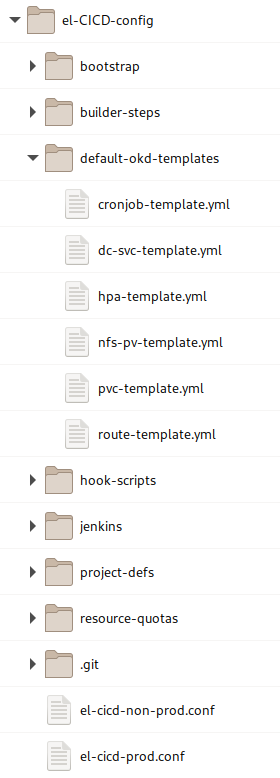 el-CICD-config
bootstrap
builder-steps
default-okd-templates
cronjob-template.yml
dc-svc-template.yml
hpa-template.yml
nfs-pv-template.yml
pvc-template.yml
route-template.yml
hook-scripts
jenkins
project-defs
resource-quotas
.git
el-cicd-non-prod.conf
el-cicd-prod.conf